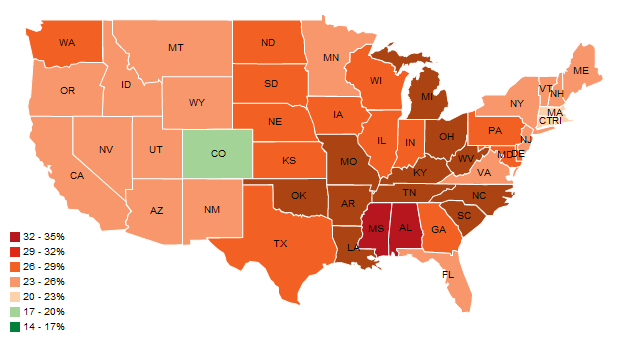 WA
MT
ND
MN
ME
OR
ID
SD
WI
MI
VT
NH
NY
MA
CTRI
WY
IA
NE
PA
NJ
NV
UT
CO
IL
IN
OH
MD
DE
CA
KS
MO
WV
VA
KY
AZ
NM
OK
AR
TN
NC
SC
MS
AL
GA
TX
LA
FL
32 - 35%
29 - 32%
26 - 29%
23 - 26%
20 - 23%
17 - 20%
14 - 17%